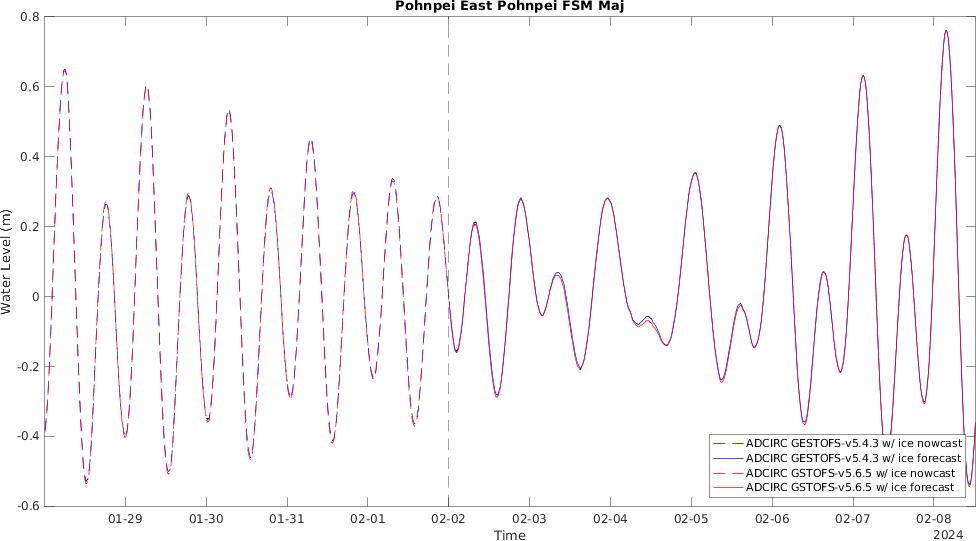 Pohnpei East Pohnpei FSM Maj
Water Level (m)
0.8
0.6
0.4
0.2
0
-0.2
-0.4
-0.6
ADCIRC GESTOFS-v5.4.3 w/ ice nowcast
ADCIRC GESTOFS-v5.4.3 w/ ice forecast
ADCIRC GSTOFS-v5.6.5 w/ ice nowcast
ADCIRC GSTOFS-v5.6.5 w/ ice forecast
01-29 01-30 01-31 02-01 02-02 02-03 02-04 02-05 02-06 02-07 02-08
Time
2024